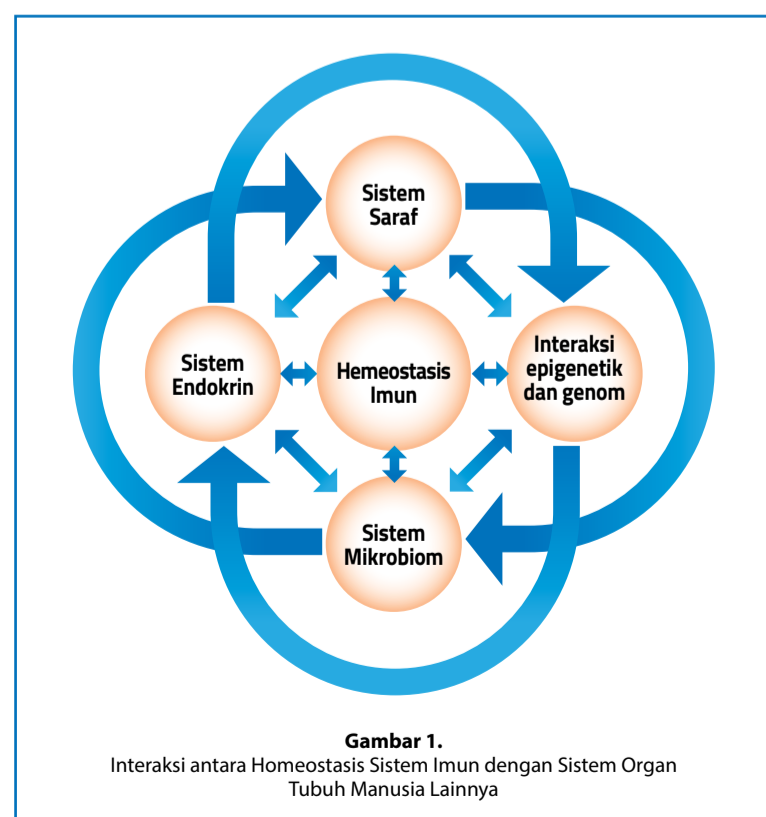 Sistem
Saraf
Sistem
Endokrin
Hemeostasis
Imun
Interaksi
epigenetik
dan genom
Sistem
Mikrobiom
Gambar 1.
Interaksi antara Homeostasis Sistem Imun dengan Sistem Organ
Tubuh Manusia Lainnya